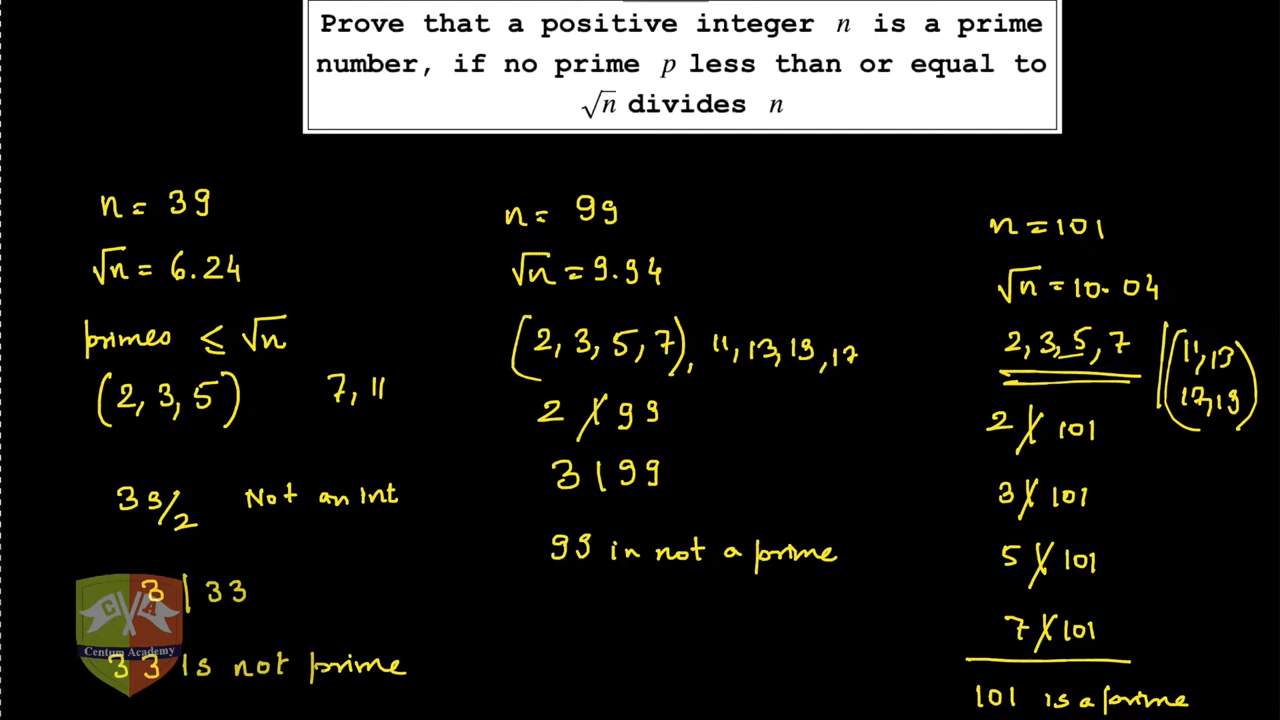 Prove that a positive integer n is a prime
number, if no prime p less than or equal to
√n divides n
n = 39
√n = 6.24
primes ≤ √n
(2, 3, 5) 7, 11
39/2 Not an Int
3 | 39
39 is not prime
Centum Academy
C A
n = 99
√n = 9.94
(2, 3, 5, 7), 11, 13, 19, 17
2 ∤ 99
3 | 99
99 in not a prime
n = 101
√n = 10.04
2, 3, 5, 7 | (11, 13
17, 19)
2 ∤ 101
3 ∤ 101
5 ∤ 101
7 ∤ 101
101 is a prime